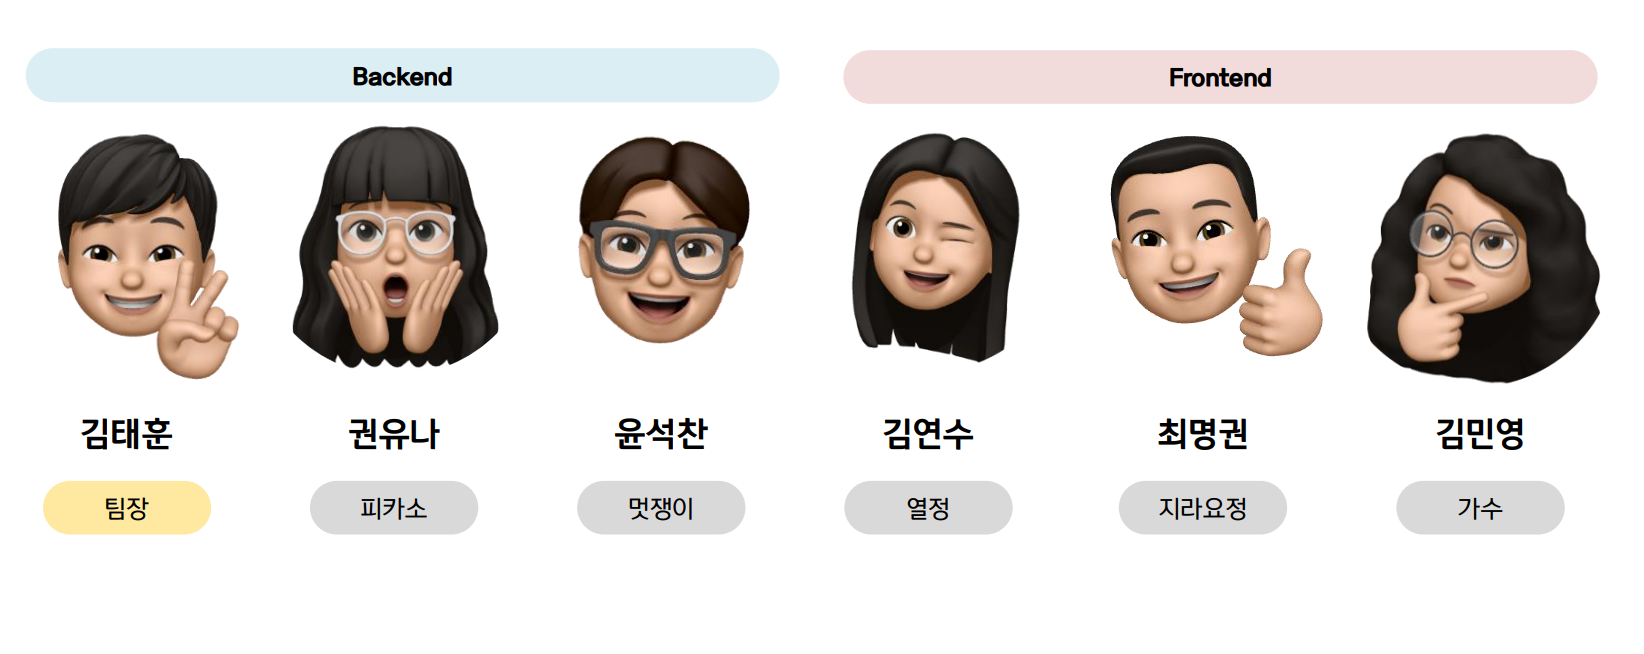 Backend
Frontend
김태훈
권유나
윤석찬
김연수
최명권
김민영
팀장
피카소
멋쟁이
열정
지라요정
가수